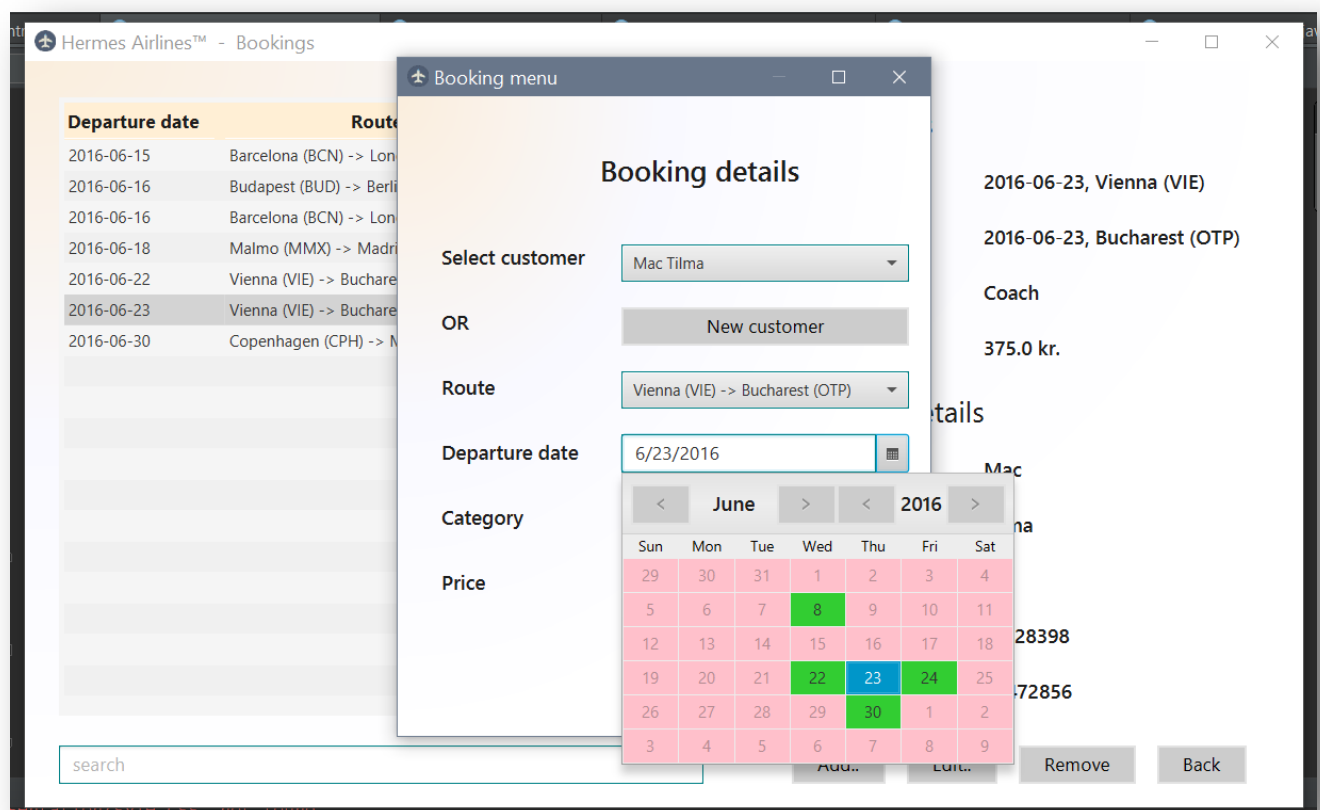 Hermes Airlines™ - Bookings
Booking menu
Departure date Route
2016-06-15 Barcelona (BCN) -> Lon
2016-06-16 Budapest (BUD) -> Berli
2016-06-16 Barcelona (BCN) -> Lon
2016-06-18 Malmo (MMX) -> Madri
2016-06-22 Vienna (VIE) -> Buchare
2016-06-23 Vienna (VIE) -> Buchare
2016-06-30 Copenhagen (CPH) ->
Booking details
Select customer Mac Tilma
OR New customer
Route Vienna (VIE) -> Bucharest (OTP)
Departure date 6/23/2016
Category
Price
< June > < 2016 >
Sun Mon Tue Wed Thu Fri Sat
29 30 31 1 2 3 4
5 6 7 8 9 10 11
12 13 14 15 16 17 18
19 20 21 22 23 24 25
26 27 28 29 30 1 2
3 4 5 6 7 8 9
2016-06-23, Vienna (VIE)
2016-06-23, Bucharest (OTP)
Coach
375.0 kr.
etails
Mac
ma
28398
72856
search
Add.. Edit.. Remove Back